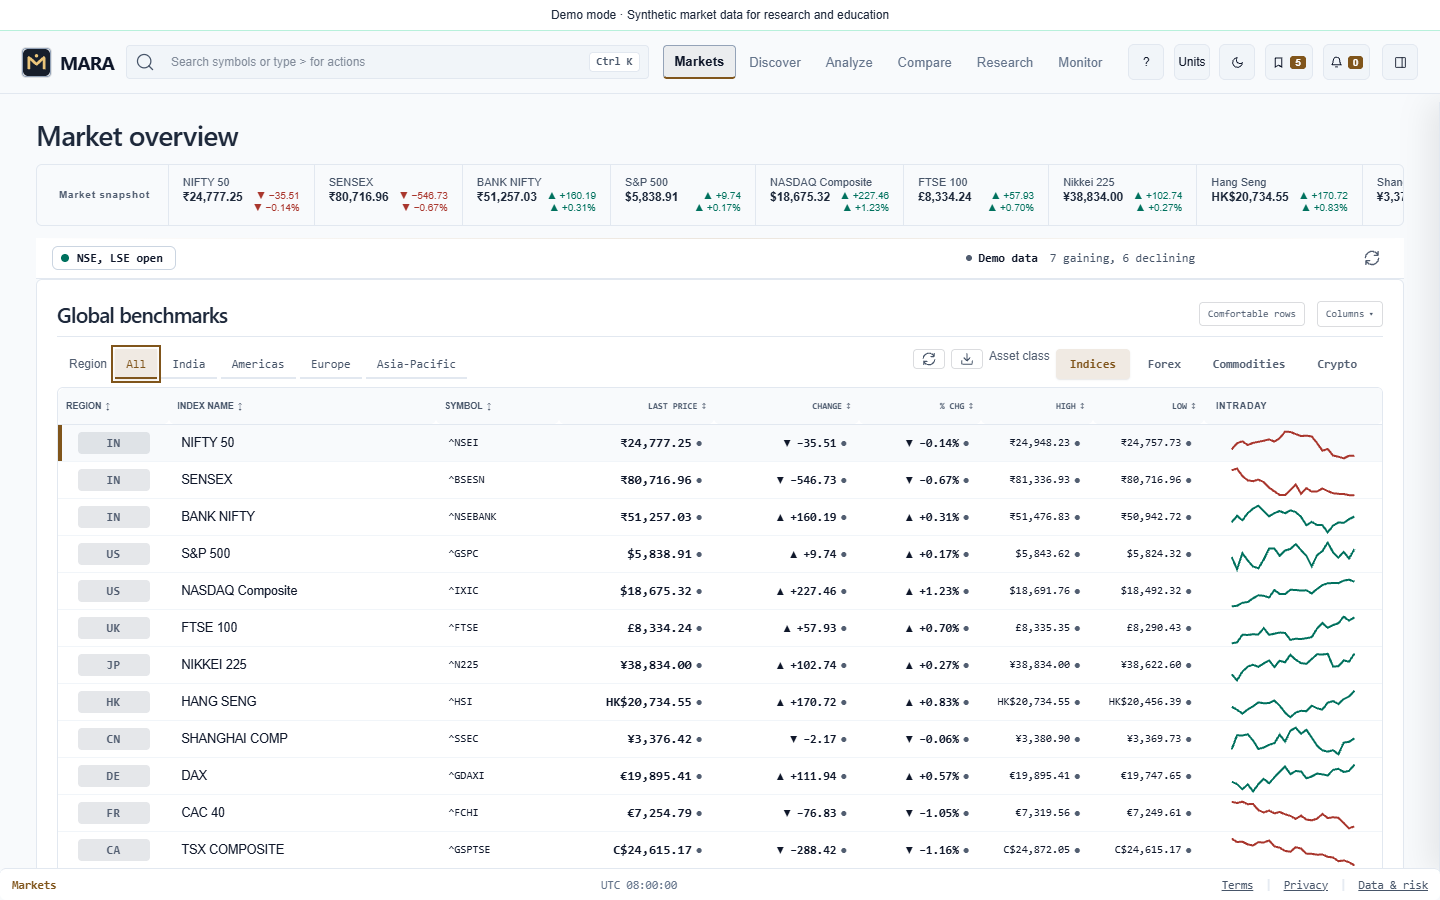 Demo mode · Synthetic market data for research and education
MARA
Search symbols or type > for actions
Ctrl K
Markets
Discover
Analyze
Compare
Research
Monitor
?
Units
5
0
Market overview
Market snapshot
NIFTY 50
₹24,777.25
▼ −35.51
▼ −0.14%
SENSEX
₹80,716.96
▼ −546.73
▼ −0.67%
BANK NIFTY
₹51,257.03
▲ +160.19
▲ +0.31%
S&P 500
$5,838.91
▲ +9.74
▲ +0.17%
NASDAQ Composite
$18,675.32
▲ +227.46
▲ +1.23%
FTSE 100
£8,334.24
▲ +57.93
▲ +0.70%
Nikkei 225
¥38,834.00
▲ +102.74
▲ +0.27%
Hang Seng
HK$20,734.55
▲ +170.72
▲ +0.83%
Shan
¥3,37
NSE, LSE open
Demo data 7 gaining, 6 declining
Global benchmarks
Comfortable rows
Columns ▾
Region All India Americas Europe Asia-Pacific
Asset class Indices Forex Commodities Crypto
REGION ↕ INDEX NAME ↕ SYMBOL ↕ LAST PRICE ↕ CHANGE ↕ % CHG ↕ HIGH ↕ LOW ↕ INTRADAY
IN NIFTY 50 ^NSEI ₹24,777.25 ▼ −35.51 ▼ −0.14% ₹24,948.23 ₹24,757.73
IN SENSEX ^BSESN ₹80,716.96 ▼ −546.73 ▼ −0.67% ₹81,336.93 ₹80,716.96
IN BANK NIFTY ^NSEBANK ₹51,257.03 ▲ +160.19 ▲ +0.31% ₹51,476.83 ₹50,942.72
US S&P 500 ^GSPC $5,838.91 ▲ +9.74 ▲ +0.17% $5,843.62 $5,824.32
US NASDAQ Composite ^IXIC $18,675.32 ▲ +227.46 ▲ +1.23% $18,691.76 $18,492.32
UK FTSE 100 ^FTSE £8,334.24 ▲ +57.93 ▲ +0.70% £8,335.35 £8,290.43
JP NIKKEI 225 ^N225 ¥38,834.00 ▲ +102.74 ▲ +0.27% ¥38,834.00 ¥38,622.60
HK HANG SENG ^HSI HK$20,734.55 ▲ +170.72 ▲ +0.83% HK$20,734.55 HK$20,456.39
CN SHANGHAI COMP ^SSEC ¥3,376.42 ▼ −2.17 ▼ −0.06% ¥3,380.90 ¥3,369.73
DE DAX ^GDAXI €19,895.41 ▲ +111.94 ▲ +0.57% €19,895.41 €19,747.65
FR CAC 40 ^FCHI €7,254.79 ▼ −76.83 ▼ −1.05% €7,319.56 €7,249.61
CA TSX COMPOSITE ^GSPTSE C$24,615.17 ▼ −288.42 ▼ −1.16% C$24,872.05 C$24,615.17
Markets
UTC 08:00:00
Terms
Privacy
Data & risk